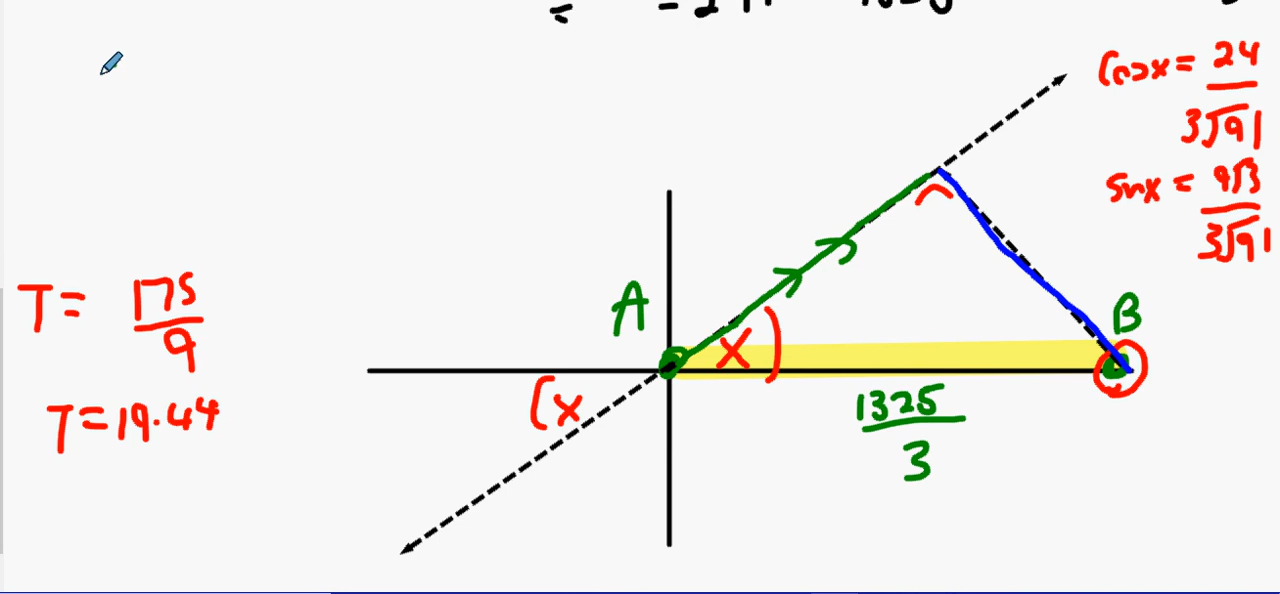 Cosx = 24
3√91
sinx = 9√3
3√91
T = 175
9
T = 19.44
A
B
x
(x
1325
3